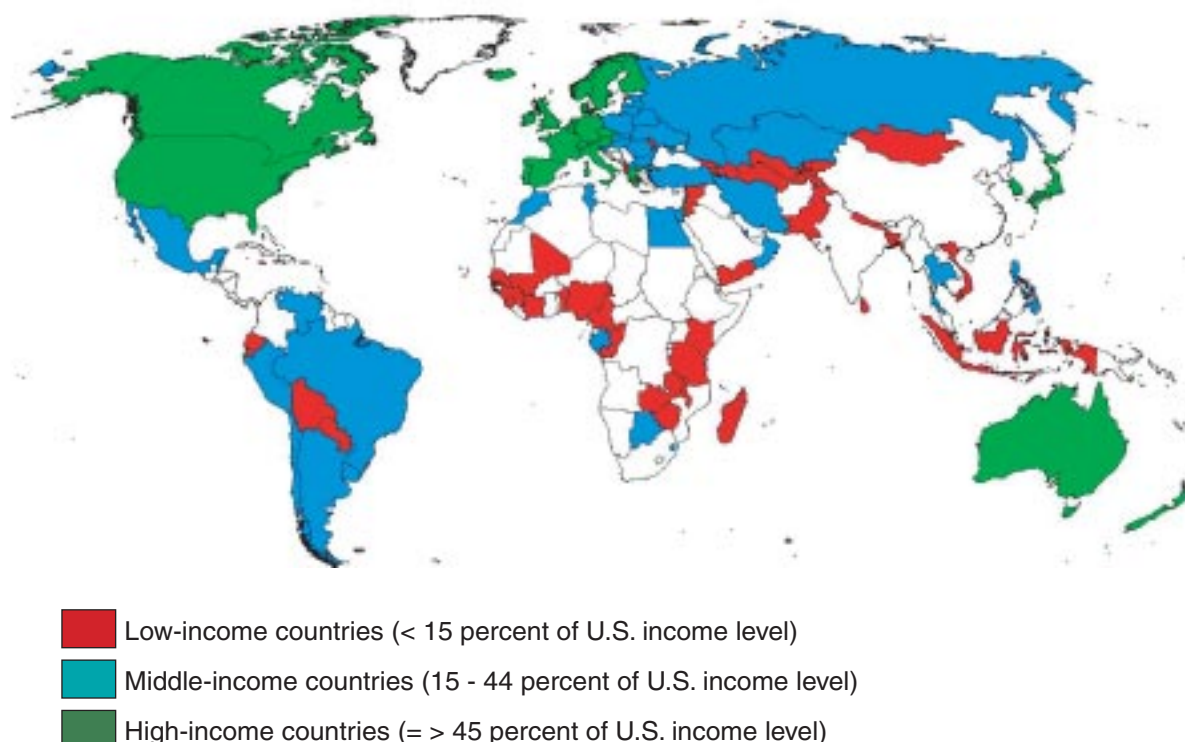 Low-income countries (< 15 percent of U.S. income level)
Middle-income countries (15 - 44 percent of U.S. income level)
High-income countries (= > 45 percent of U.S. income level)